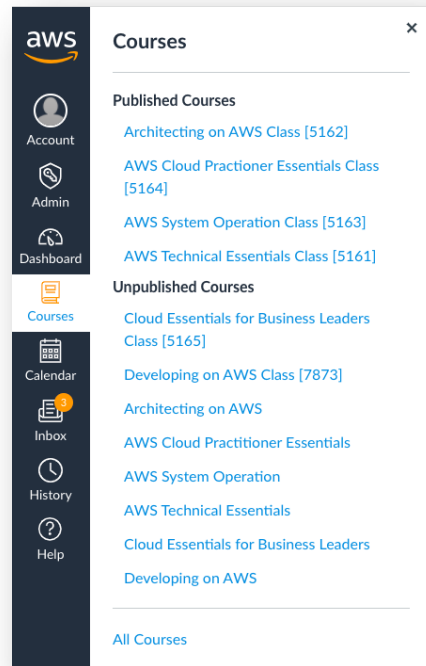 aws
Account
Admin
Dashboard
Courses
Calendar
3
Inbox
History
Help
×
Courses
Published Courses
Architecting on AWS Class [5162]
AWS Cloud Practioner Essentials Class
[5164]
AWS System Operation Class [5163]
AWS Technical Essentials Class [5161]
Unpublished Courses
Cloud Essentials for Business Leaders
Class [5165]
Developing on AWS Class [7873]
Architecting on AWS
AWS Cloud Practitioner Essentials
AWS System Operation
AWS Technical Essentials
Cloud Essentials for Business Leaders
Developing on AWS
All Courses